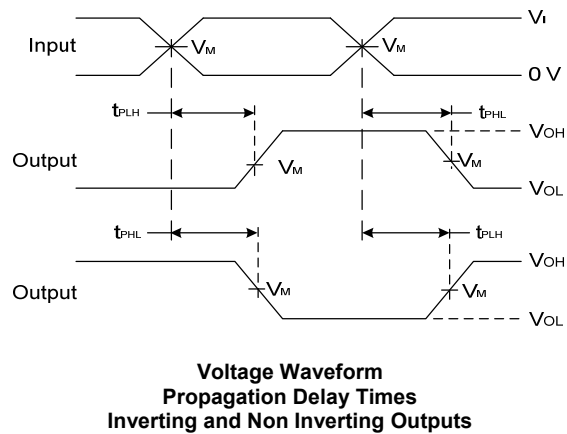 Input
VM
VM
VI
0 V
tPLH
tPHL
Output
VM
VM
VOH
VOL
tPHL
tPLH
Output
VM
VM
VOH
VOL
Voltage Waveform
Propagation Delay Times
Inverting and Non Inverting Outputs